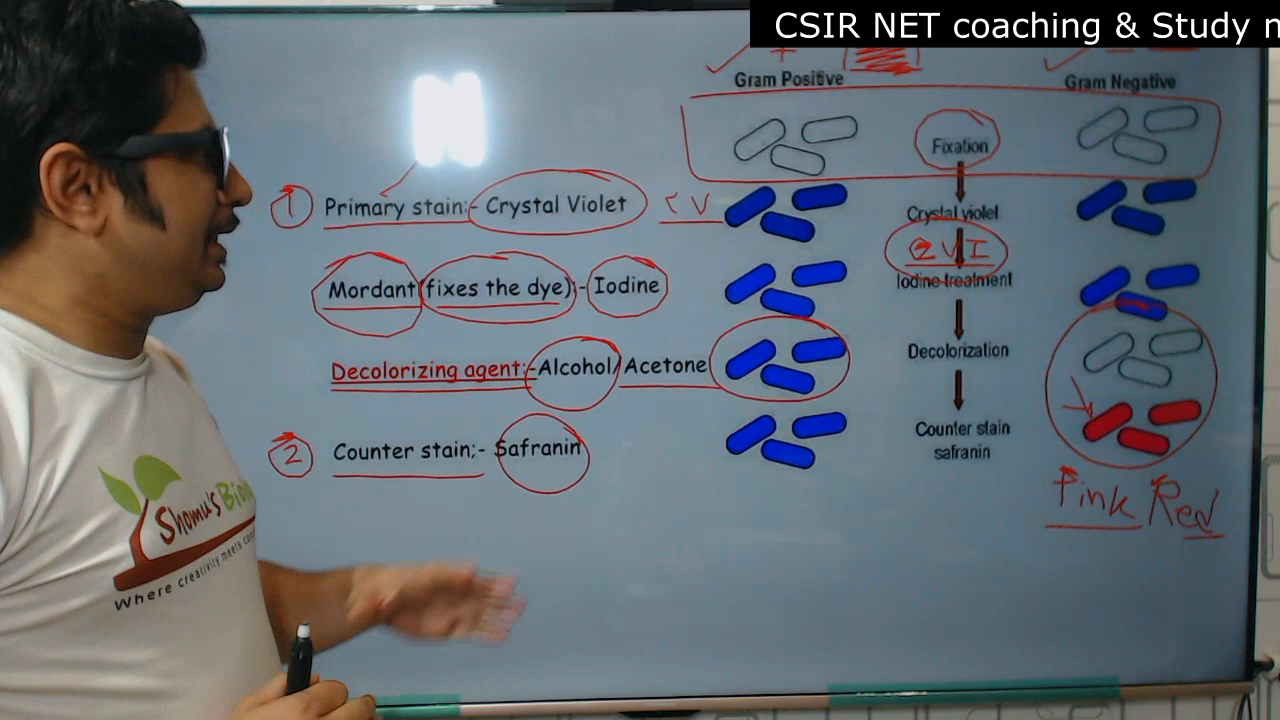 CSIR NET coaching & Study
Gram Positive
Gram Negative
Fixation
① Primary stain:- Crystal Violet CV
Crystal violet
CVI
Mordant (fixes the dye):- Iodine
Iodine treatment
Decolorizing agent:- Alcohol/Acetone
Decolorization
② Counter stain:- Safranin
Counter stain
safranin
Pink Red
Shomu's Biology
Where creativity meets